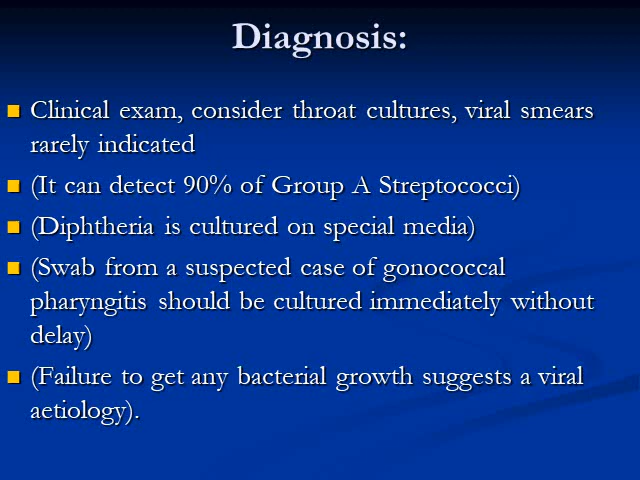 Diagnosis:
Clinical exam, consider throat cultures, viral smears
rarely indicated
(It can detect 90% of Group A Streptococci)
(Diphtheria is cultured on special media)
(Swab from a suspected case of gonococcal
pharyngitis should be cultured immediately without
delay)
(Failure to get any bacterial growth suggests a viral
aetiology).